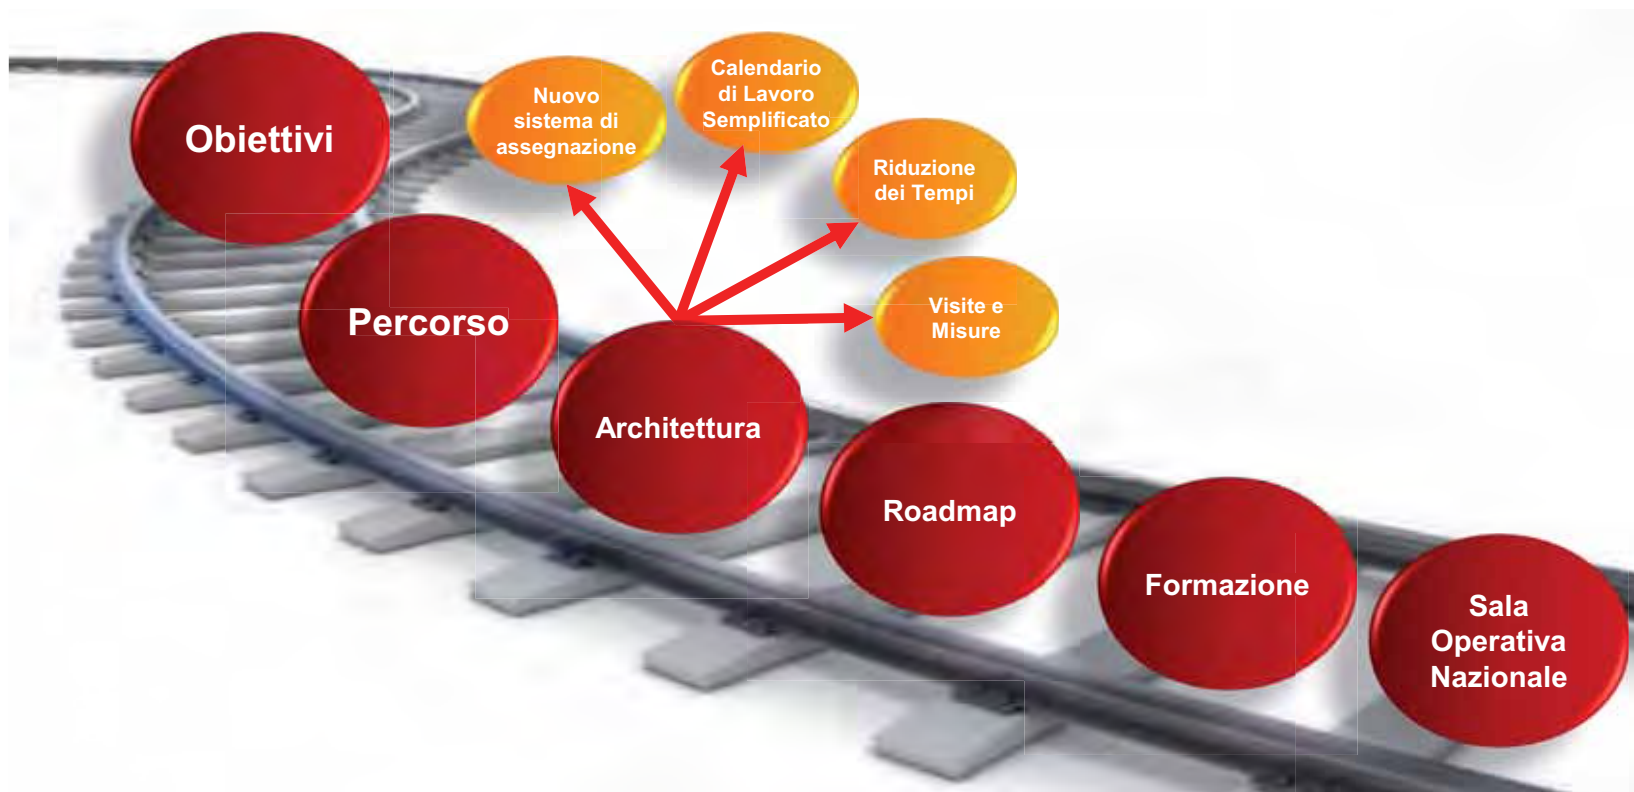 Obiettivi
Nuovo
sistema di
assegnazione
Calendario
di Lavoro
Semplificato
Riduzione
dei Tempi
Visite e
Misure
Percorso
Architettura
Roadmap
Formazione
Sala
Operativa
Nazionale